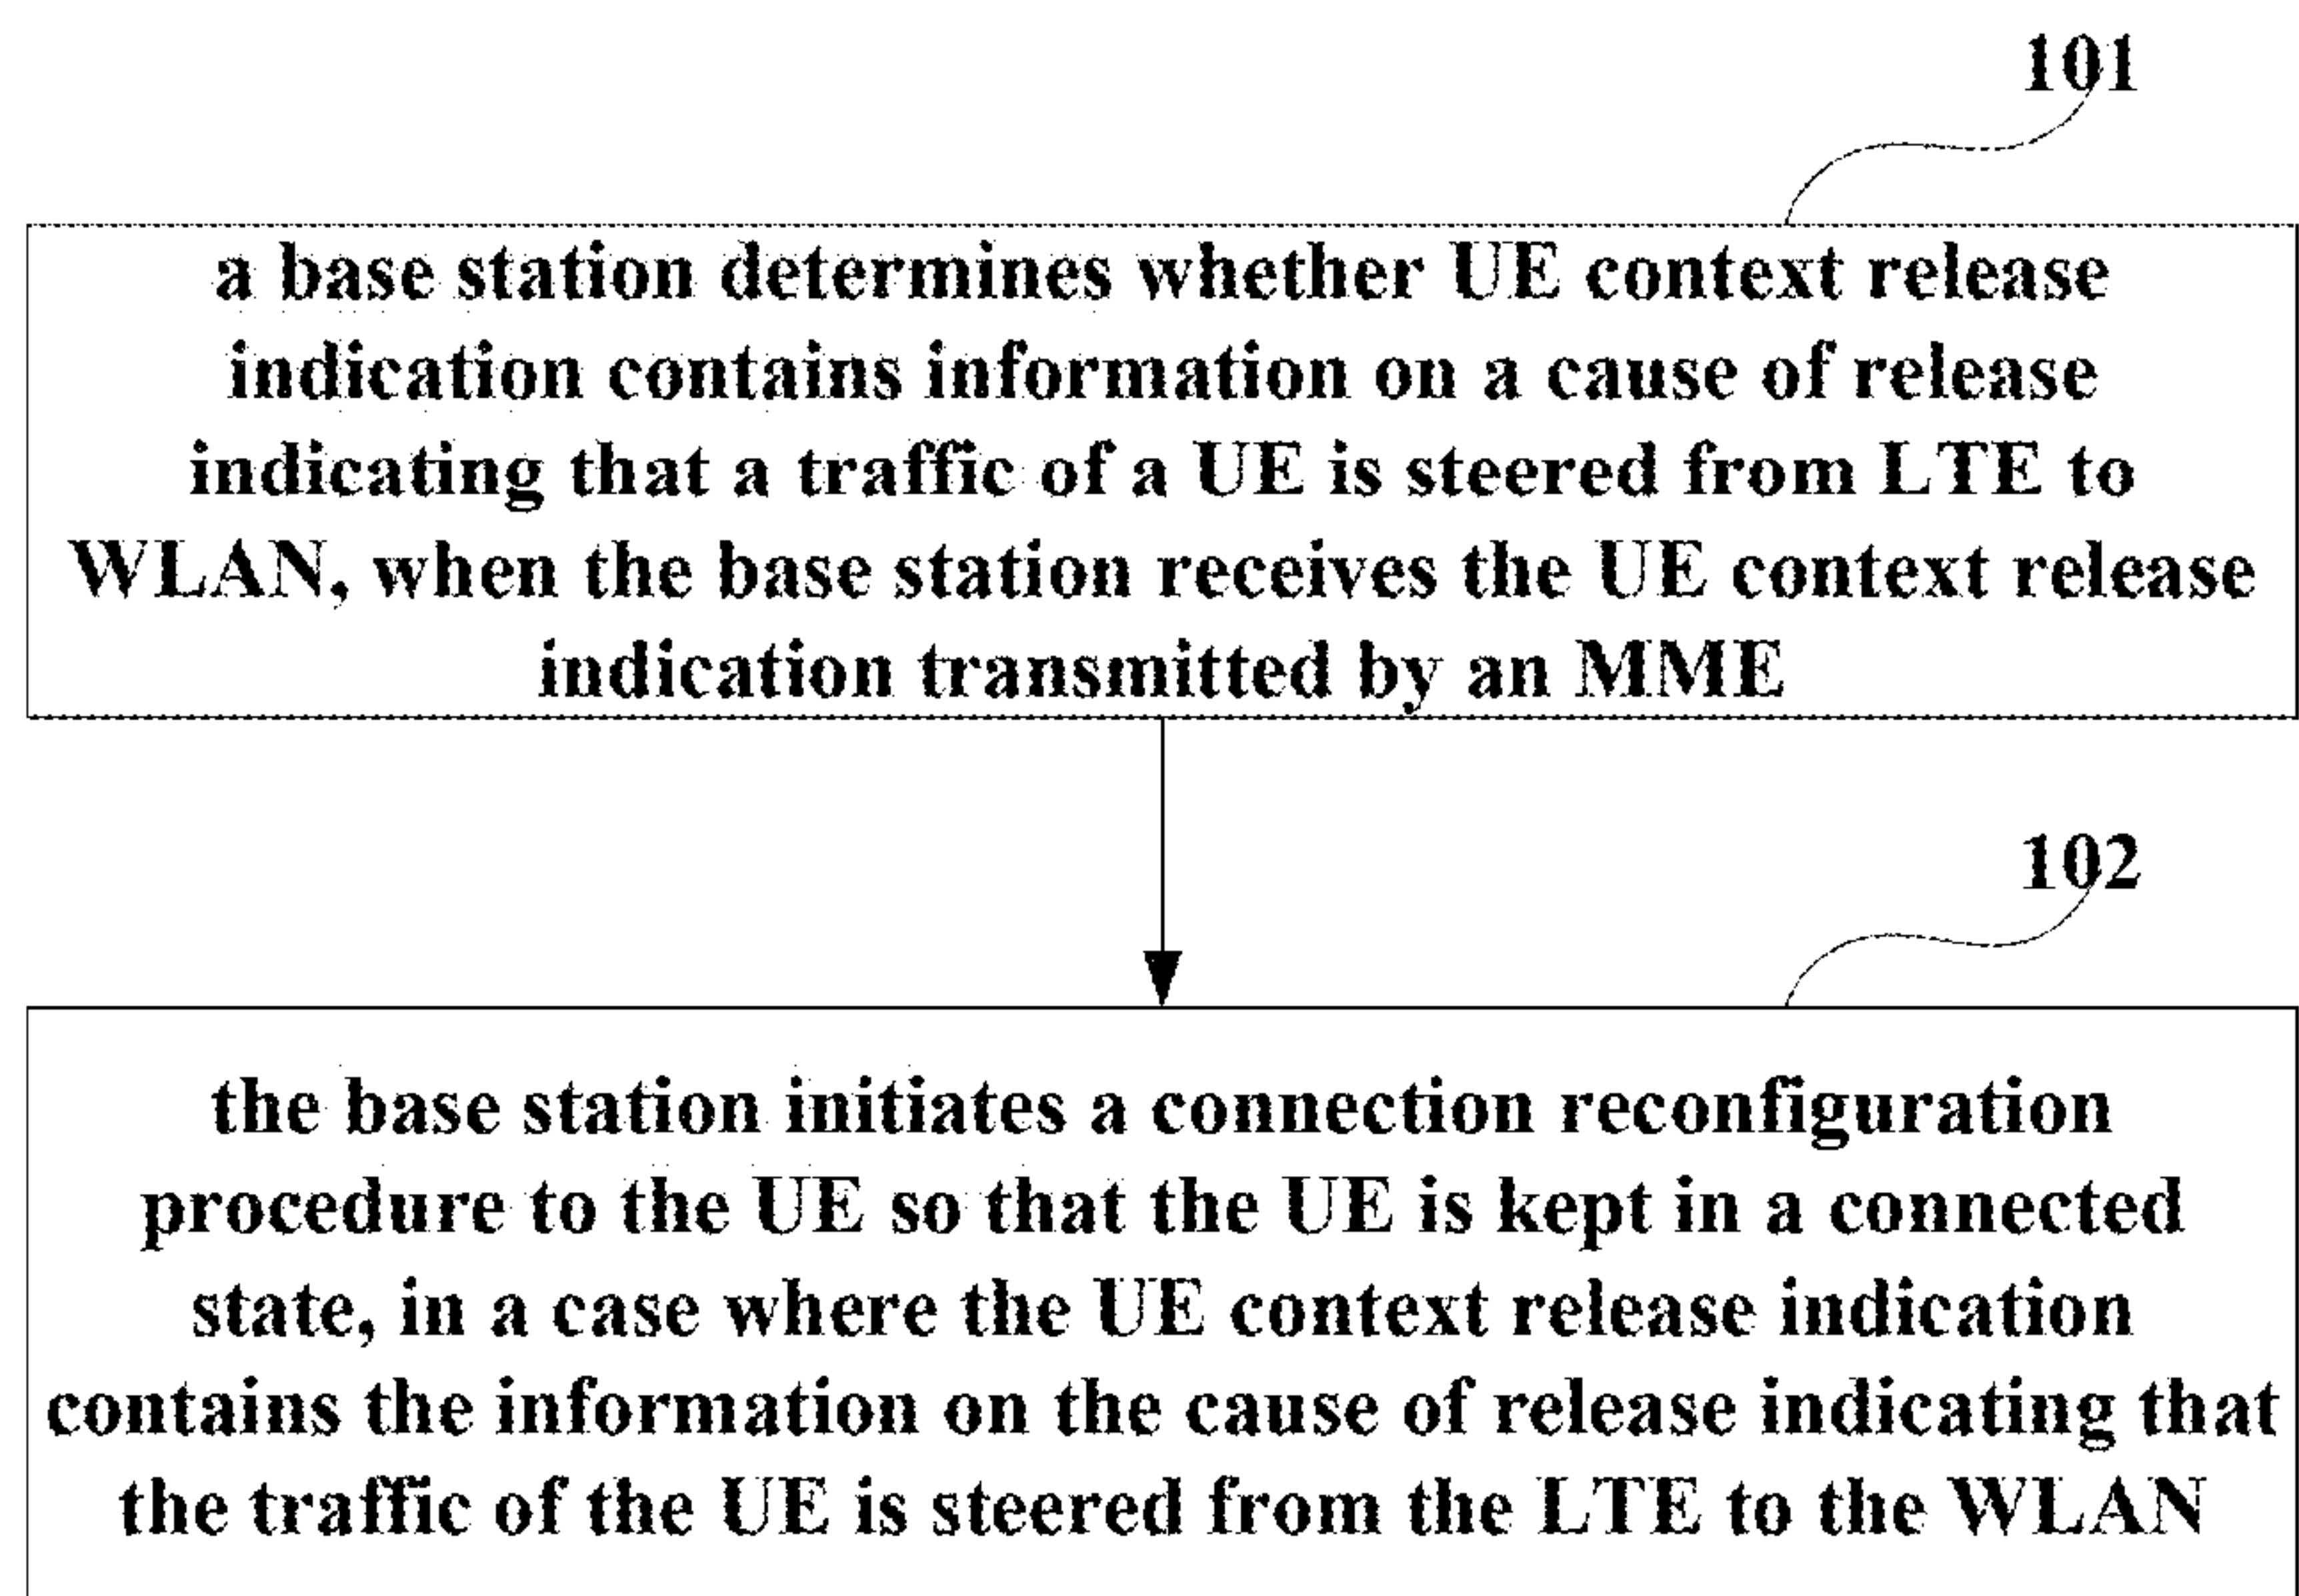 101
a base station determines whether UE context release
indication contains information on a cause of release
indicating that a traffic of a UE is steered from LTE to
WLAN, when the base station receives the UE context release
indication transmitted by an MME
102
the base station initiates a connection reconfiguration
procedure to the UE so that the UE is kept in a connected
state, in a case where the UE context release indication
contains the information on the cause of release indicating that
the traffic of the UE is steered from the LTE to the WLAN